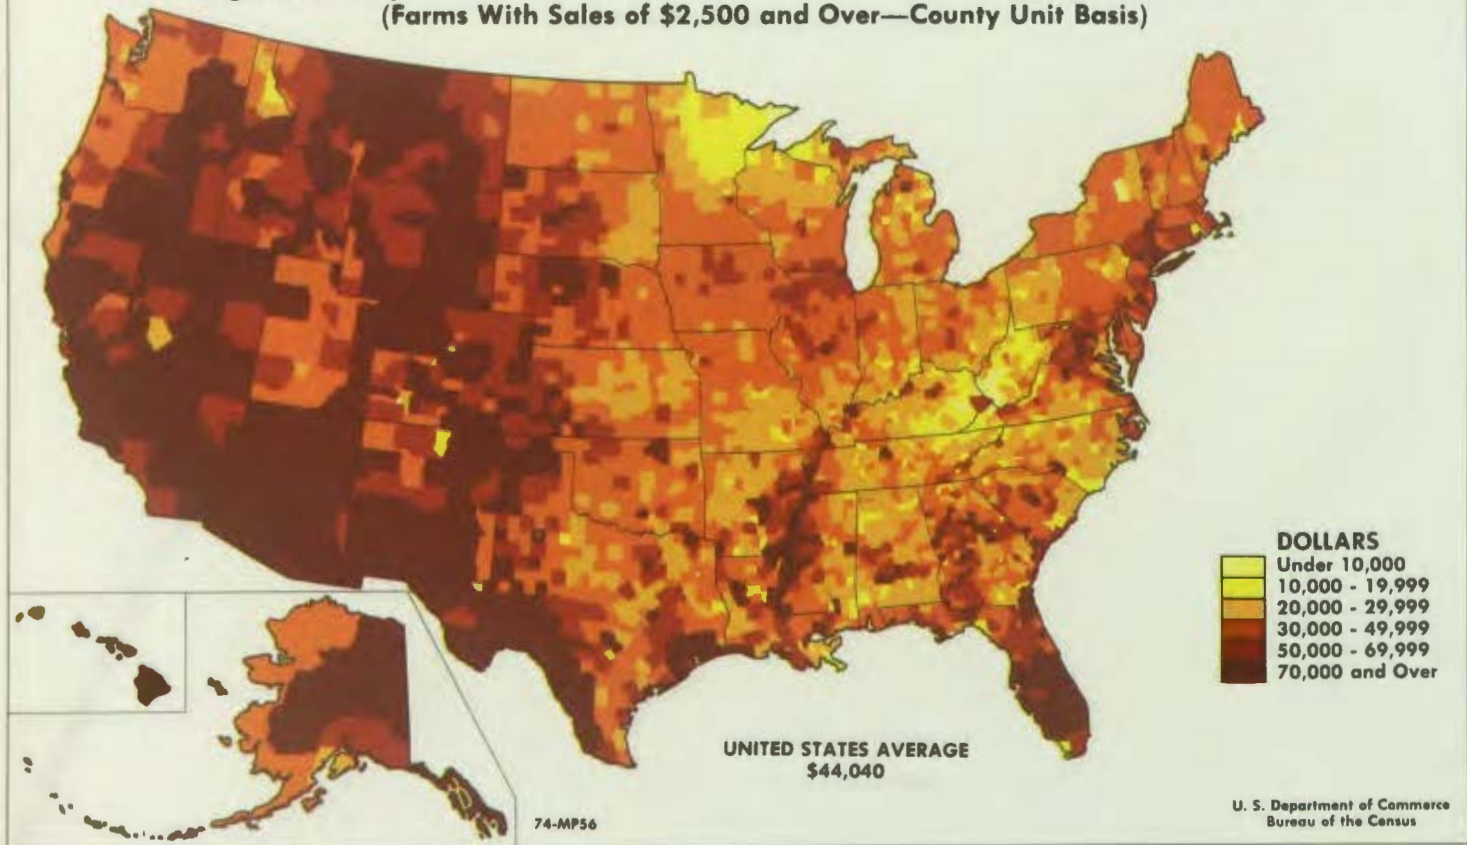 (Farms With Sales of $2,500 and Over—County Unit Basis)
DOLLARS
Under 10,000
10,000 - 19,999
20,000 - 29,999
30,000 - 49,999
50,000 - 69,999
70,000 and Over
UNITED STATES AVERAGE
$44,040
74-MP56
U. S. Department of Commerce
Bureau of the Census